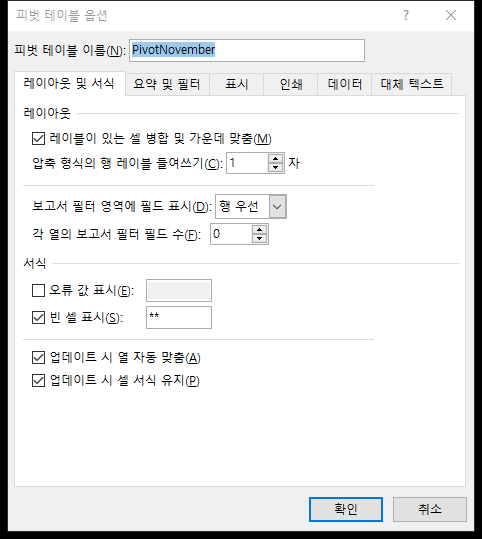 피벗 테이블 옵션
?
피벗 테이블 이름(N): PivotNovember
레이아웃 및 서식 요약 및 필터 표시 인쇄 데이터 대체 텍스트
레이아웃
레이블이 있는 셀 병합 및 가운데 맞춤(M)
압축 형식의 행 레이블 들여쓰기(C): 1 자
보고서 필터 영역에 필드 표시(D): 행 우선
각 열의 보고서 필터 필드 수(F): 0
서식
오류 값 표시(E):
빈 셀 표시(S): **
업데이트 시 열 자동 맞춤(A)
업데이트 시 셀 서식 유지(P)
확인 취소